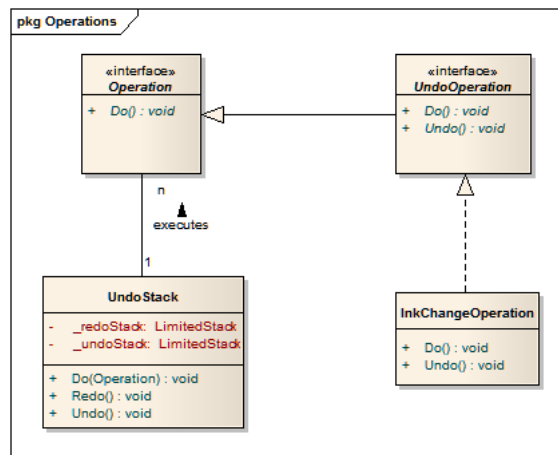 pkg Operations
«interface»
Operation
+ Do() : void
«interface»
UndoOperation
+ Do() : void
+ Undo() : void
n
executes
1
UndoStack
- _redoStack: LimitedStack
- _undoStack: LimitedStack
+ Do(Operation) : void
+ Redo() : void
+ Undo() : void
InkChangeOperation
+ Do() : void
+ Undo() : void